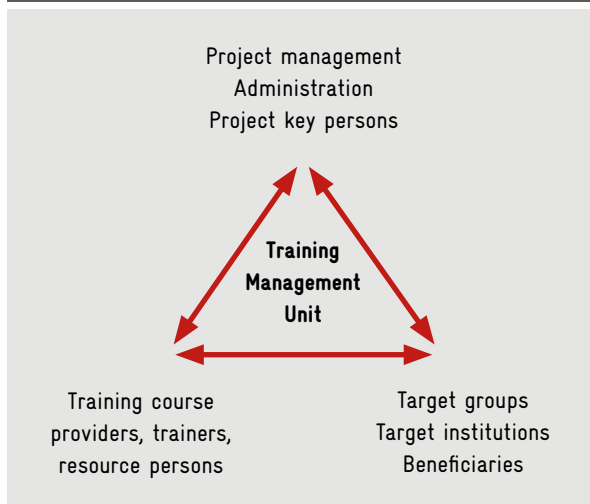 Project management
Administration
Project key persons
Training
Management
Unit
Training course
providers, trainers,
resource persons
Target groups
Target institutions
Beneficiaries